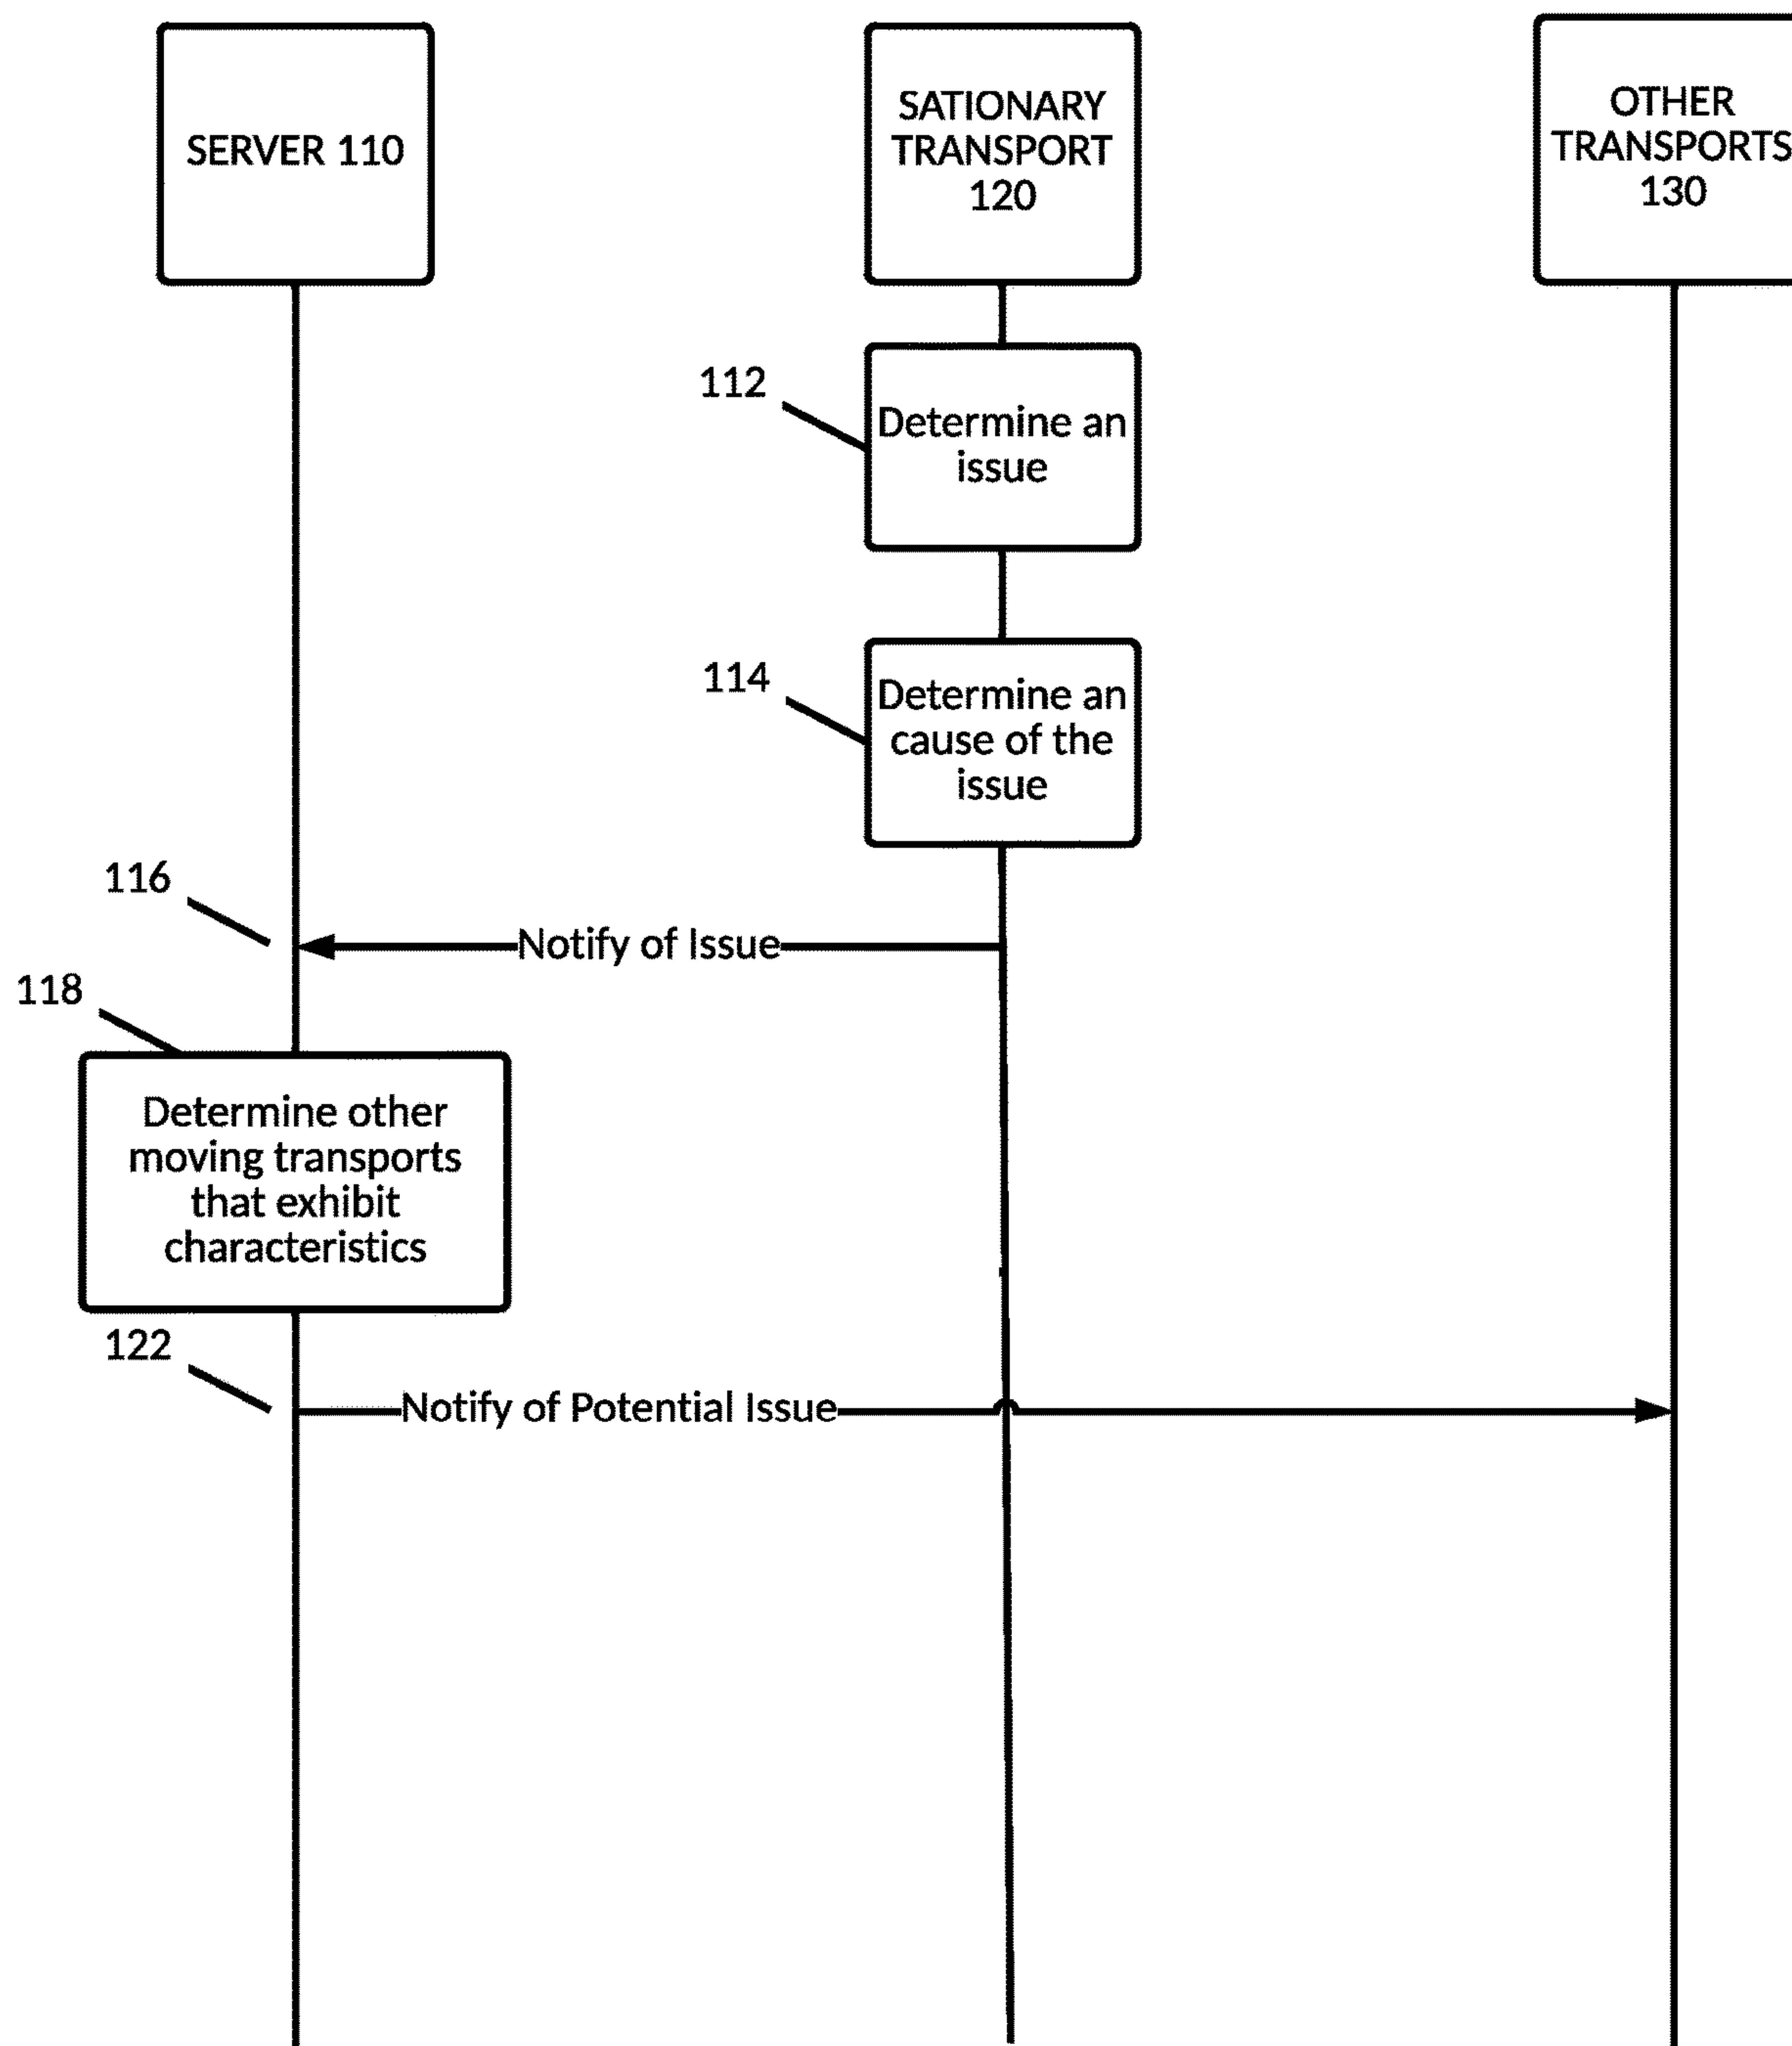 SERVER 110
SATIONARY
TRANSPORT
120
OTHER
TRANSPORTS
130
112
Determine an
issue
114
Determine an
cause of the
issue
116
Notify of Issue
118
Determine other
moving transports
that exhibit
characteristics
122
Notify of Potential Issue